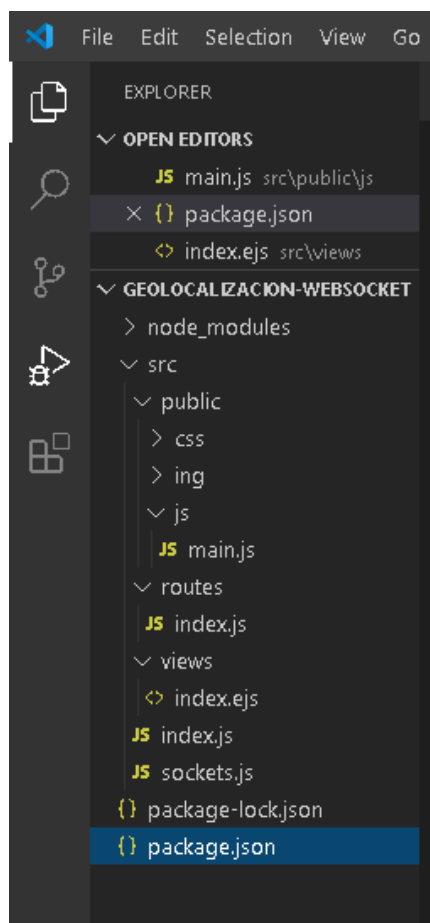 File Edit Selection View Go
EXPLORER
OPEN EDITORS
JS main.js src\public\js
{} package.json
<> index.ejs src\views
GEOLOCALIZACION-WEBSOCKET
node_modules
src
public
css
ing
js
JS main.js
routes
JS index.js
views
<> index.ejs
JS index.js
JS sockets.js
{} package-lock.json
{} package.json